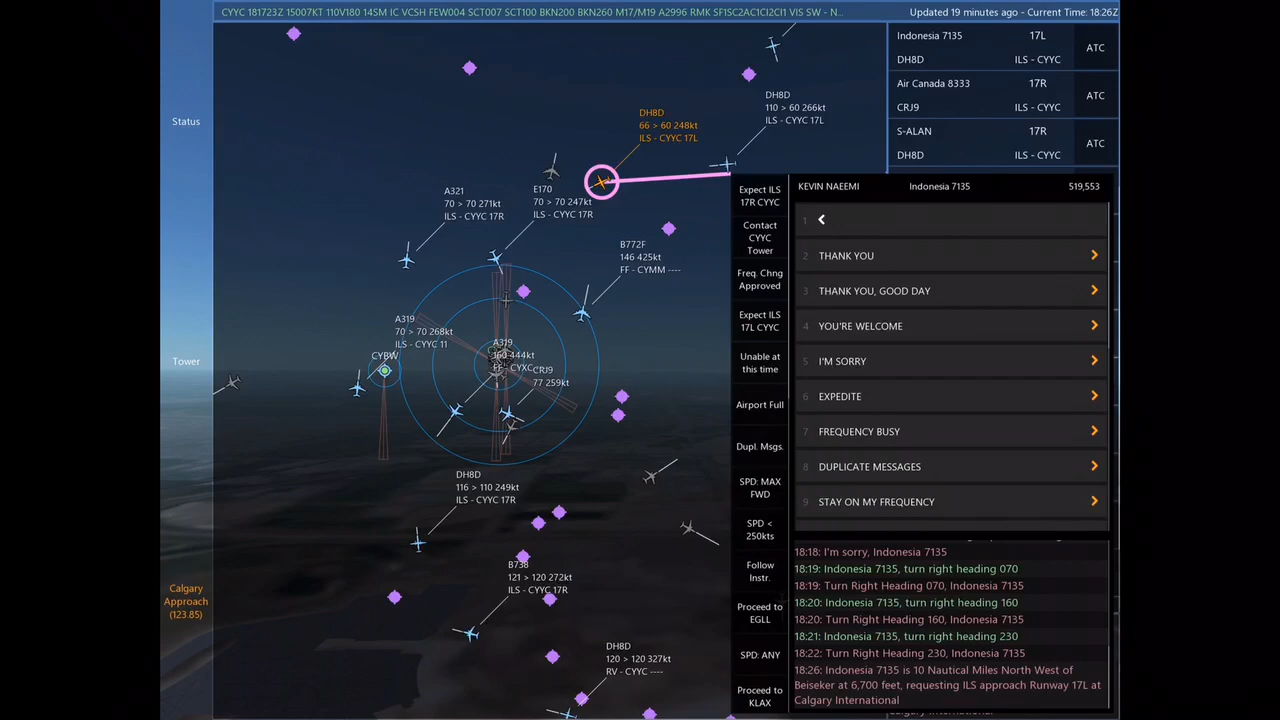 CYYC 181723Z 15007KT 110V180 14SM IC VCSH FEW004 SCT007 SCT100 BKN200 BKN260 M17/M19 A2996 RMK SF1SC2AC1CI2CI1 VIS SW - N...
Updated 19 minutes ago - Current Time: 18:26Z
Status
Tower
Calgary
Approach
(123.85)
DH8D
66 > 60 248kt
ILS - CYYC 17L
DH8D
110 > 60 266kt
ILS - CYYC 17L
A321
70 > 70 271kt
ILS - CYYC 17R
E170
70 > 70 247kt
ILS - CYYC 17R
B772F
146 425kt
FF - CYMM ----
A319
70 > 70 268kt
ILS - CYYC 11
CYBW
A319
360 444kt
FF - CYXC
CRJ9
77 259kt
DH8D
116 > 110 249kt
ILS - CYYC 17R
B738
121 > 120 272kt
ILS - CYYC 17R
DH8D
120 > 120 327kt
RV - CYYC ----
Indonesia 7135 17L
DH8D ILS - CYYC
ATC
Air Canada 8333 17R
CRJ9 ILS - CYYC
ATC
S-ALAN 17R
DH8D ILS - CYYC
ATC
Expect ILS
17R CYYC
Contact
CYYC
Tower
Freq. Chng
Approved
Expect ILS
17L CYYC
Unable at
this time
Airport Full
Dupl. Msgs.
SPD: MAX
FWD
SPD <
250kts
Follow
Instr.
Proceed to
EGLL
SPD: ANY
Proceed to
KLAX
KEVIN NAEEMI Indonesia 7135 519,553
1 <
2 THANK YOU >
3 THANK YOU, GOOD DAY >
4 YOU'RE WELCOME >
5 I'M SORRY >
6 EXPEDITE >
7 FREQUENCY BUSY >
8 DUPLICATE MESSAGES >
9 STAY ON MY FREQUENCY >
18:18: I'm sorry, Indonesia 7135
18:19: Indonesia 7135, turn right heading 070
18:19: Turn Right Heading 070, Indonesia 7135
18:20: Indonesia 7135, turn right heading 160
18:20: Turn Right Heading 160, Indonesia 7135
18:21: Indonesia 7135, turn right heading 230
18:22: Turn Right Heading 230, Indonesia 7135
18:26: Indonesia 7135 is 10 Nautical Miles North West of
Beiseker at 6,700 feet, requesting ILS approach Runway 17L at
Calgary International